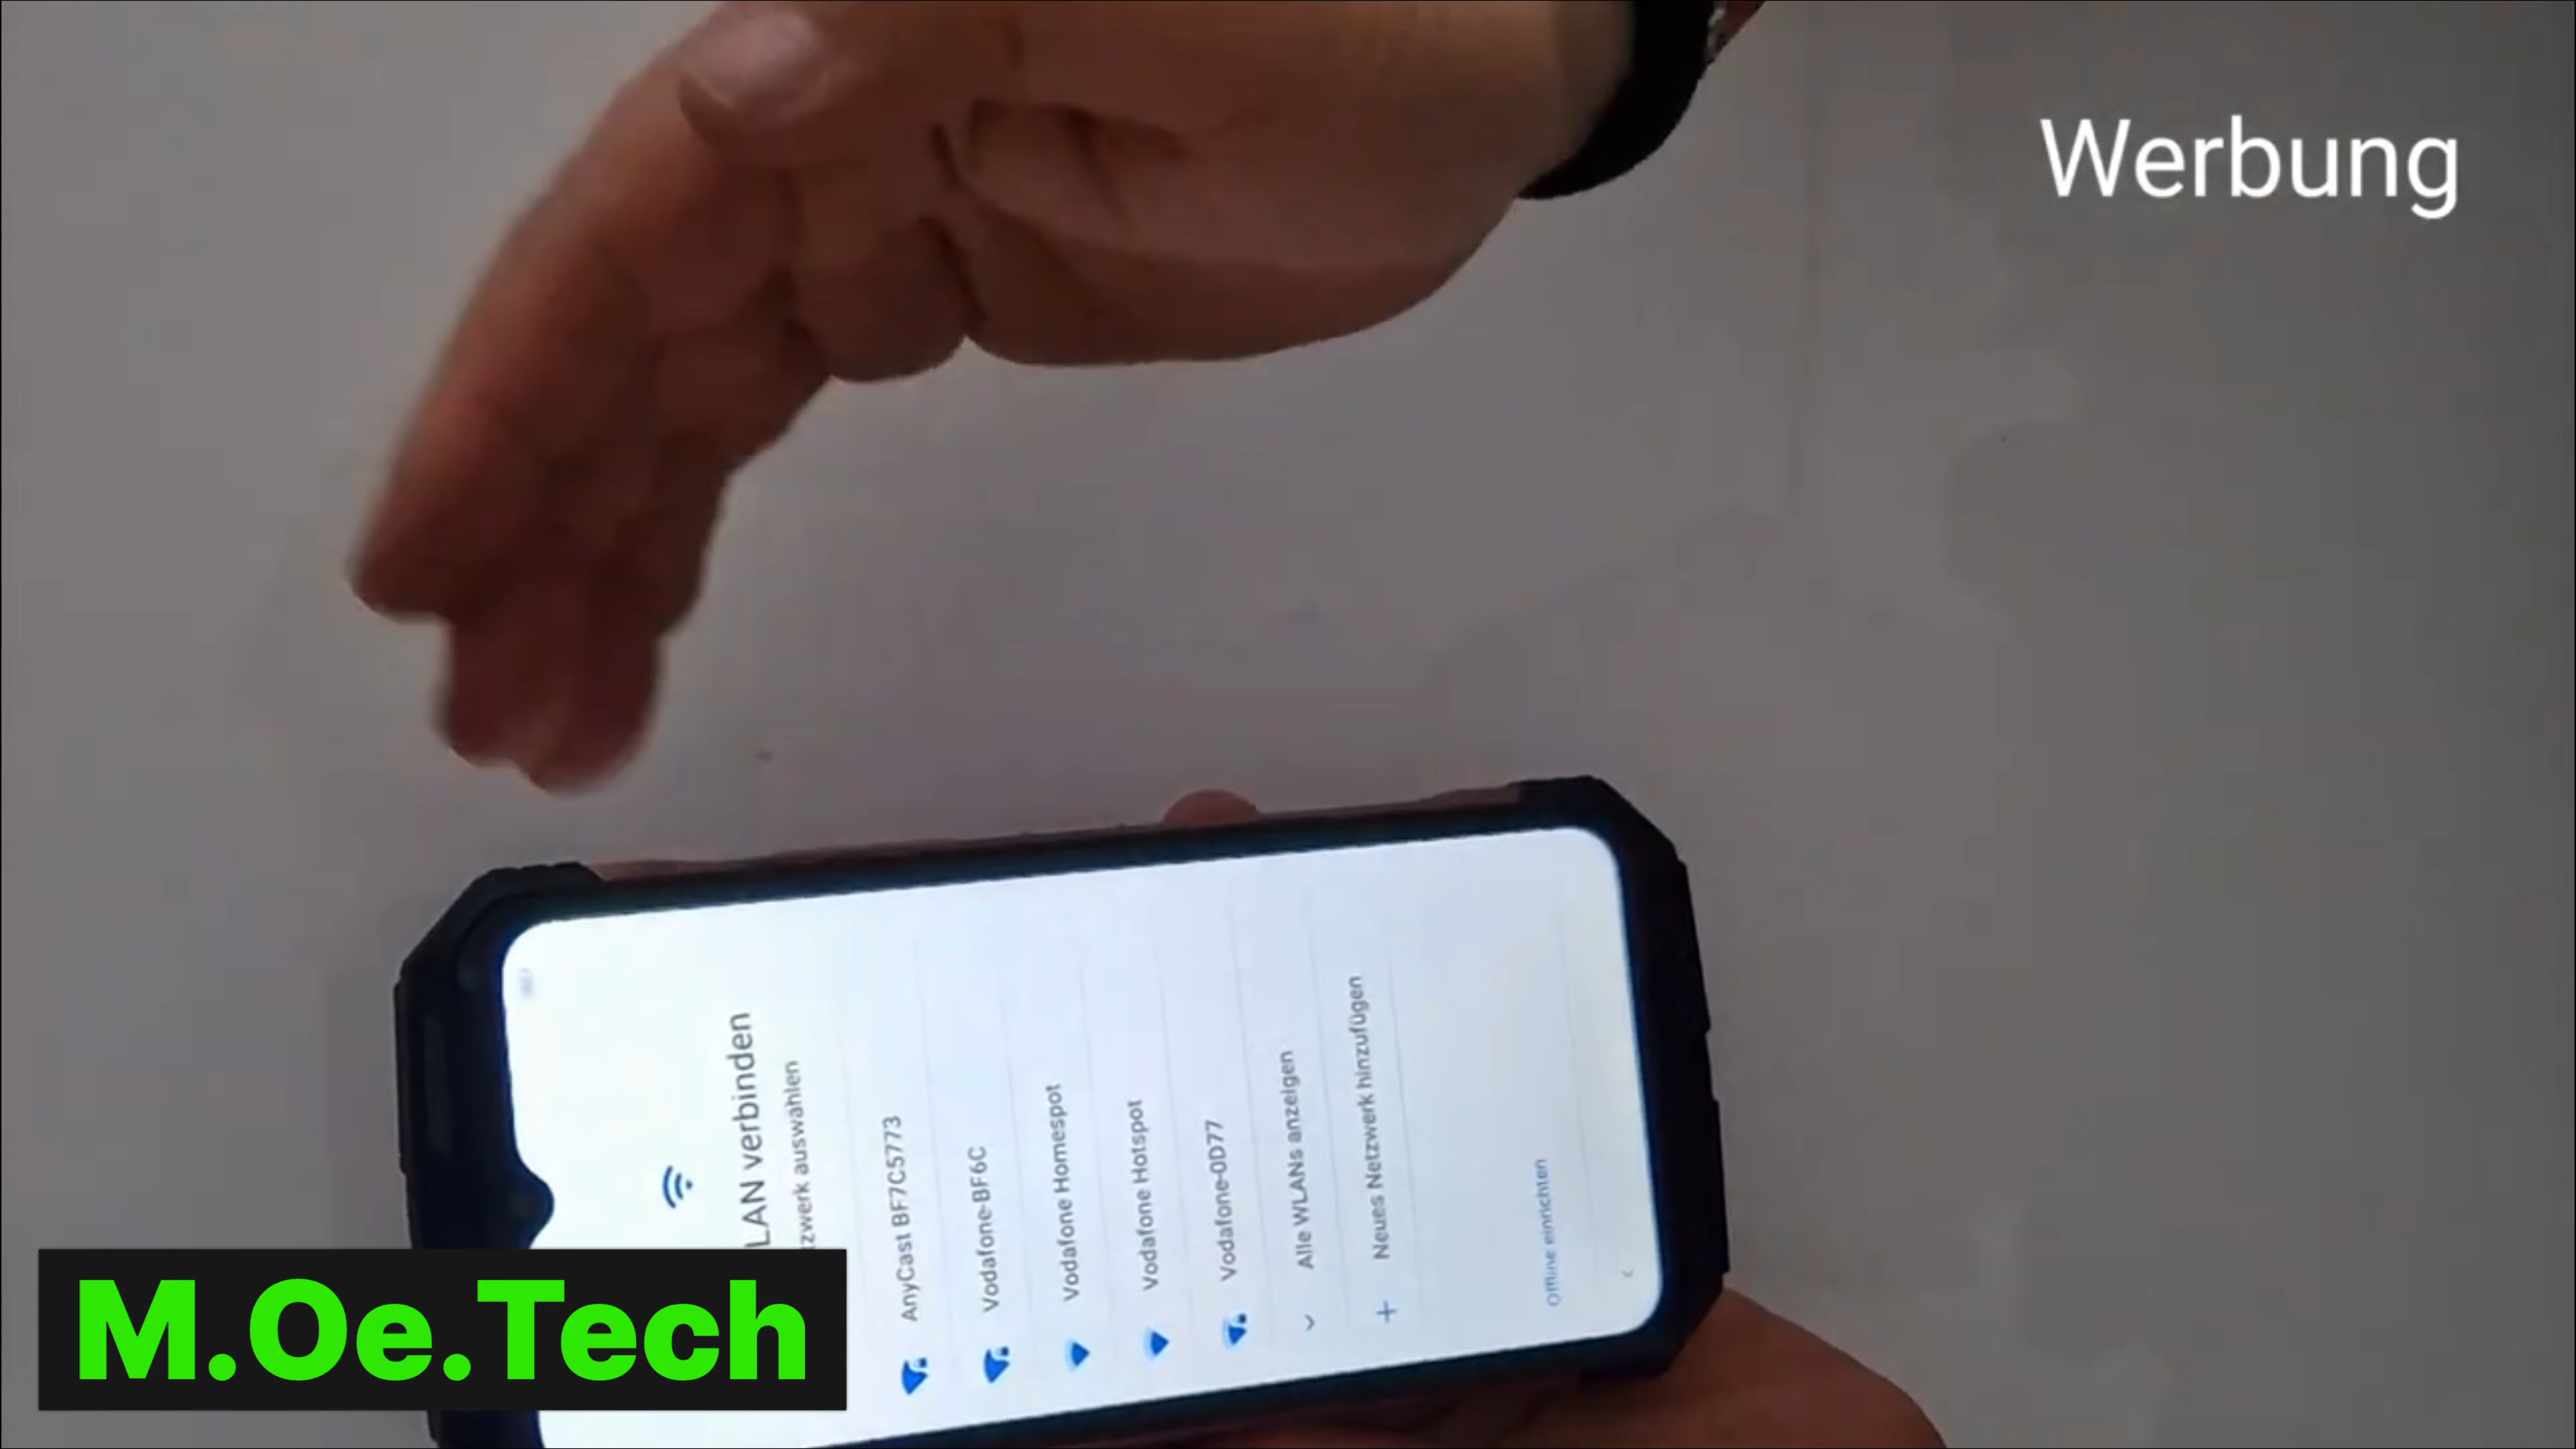 Werbung
LAN verbinden
zwerk auswählen
AnyCast BF7C5773
Vodafone-BF6C
Vodafone Homespot
Vodafone Hotspot
Vodafone-0D77
Alle WLANs anzeigen
Neues Netzwerk hinzufügen
Offline einrichten
M.Oe.Tech